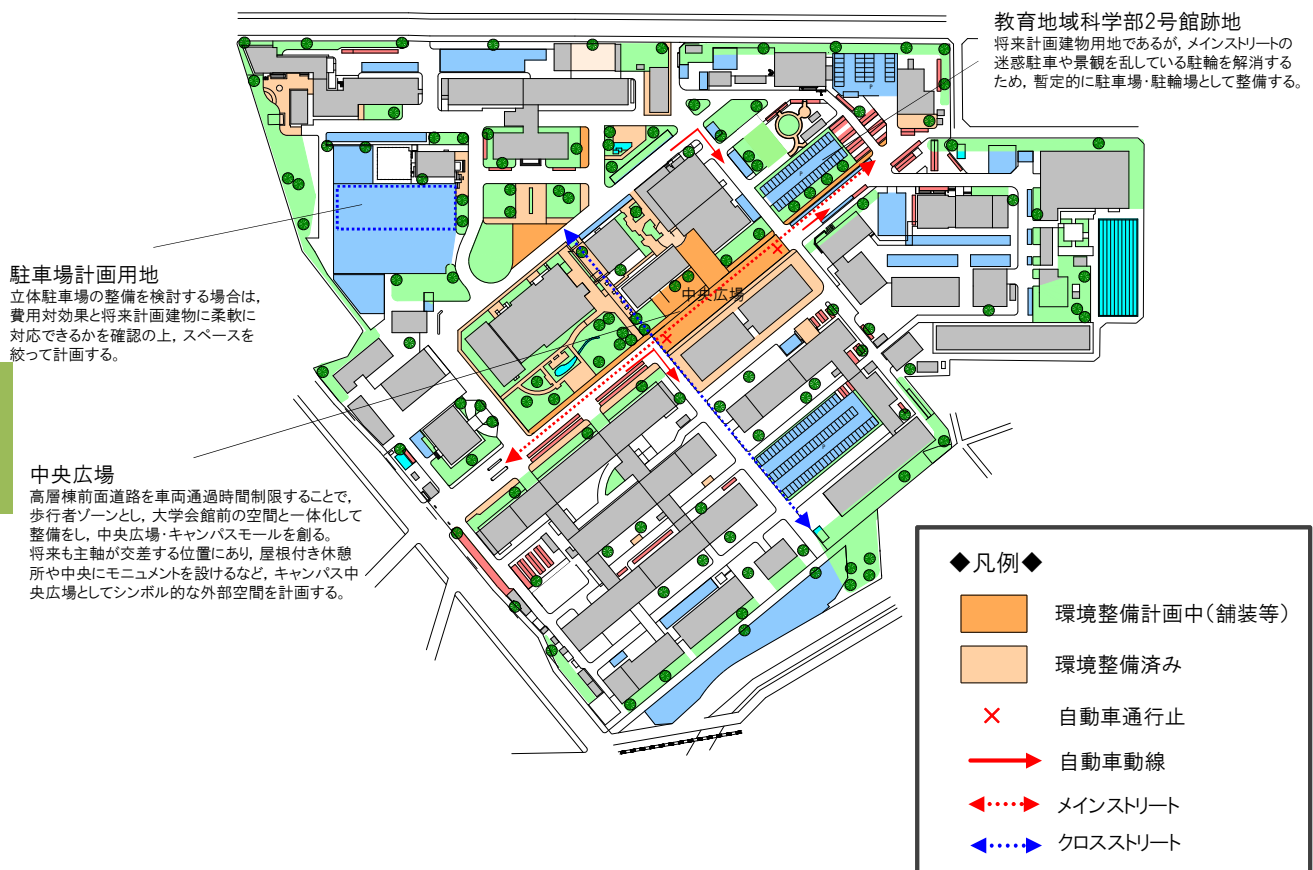 教育地域科学部2号館跡地
将来計画建物用地であるが，メインストリートの
迷惑駐車や景観を乱している駐輪を解消する
ため，暫定的に駐車場・駐輪場として整備する。
駐車場計画用地
立体駐車場の整備を検討する場合は，
費用対効果と将来計画建物に柔軟に
対応できるかを確認の上，スペースを
絞って計画する。
中央広場
中央広場
高層棟前面道路を車両通過時間制限することで，
歩行者ゾーンとし，大学会館前の空間と一体化して
整備をし，中央広場・キャンパスモールを創る。
将来も主軸が交差する位置にあり，屋根付き休憩
所や中央にモニュメントを設けるなど，キャンパス中
央広場としてシンボル的な外部空間を計画する。
◆凡例◆
環境整備計画中（舗装等）
環境整備済み
自動車通行止
自動車動線
メインストリート
クロスストリート